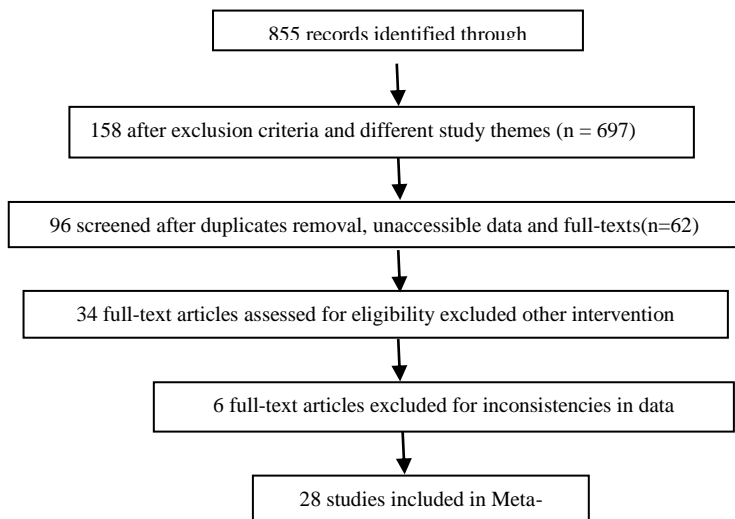 855 records identified through
158 after exclusion criteria and different study themes (n = 697)
96 screened after duplicates removal, unaccessible data and full-texts(n=62)
34 full-text articles assessed for eligibility excluded other intervention
6 full-text articles excluded for inconsistencies in data
28 studies included in Meta-